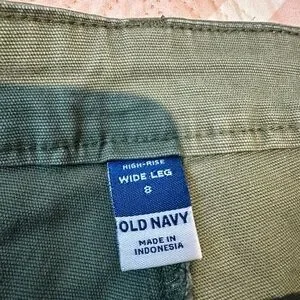 HIGH-RISE
WIDE LEG
8
OLD NAVY
MADE IN
INDONESIA